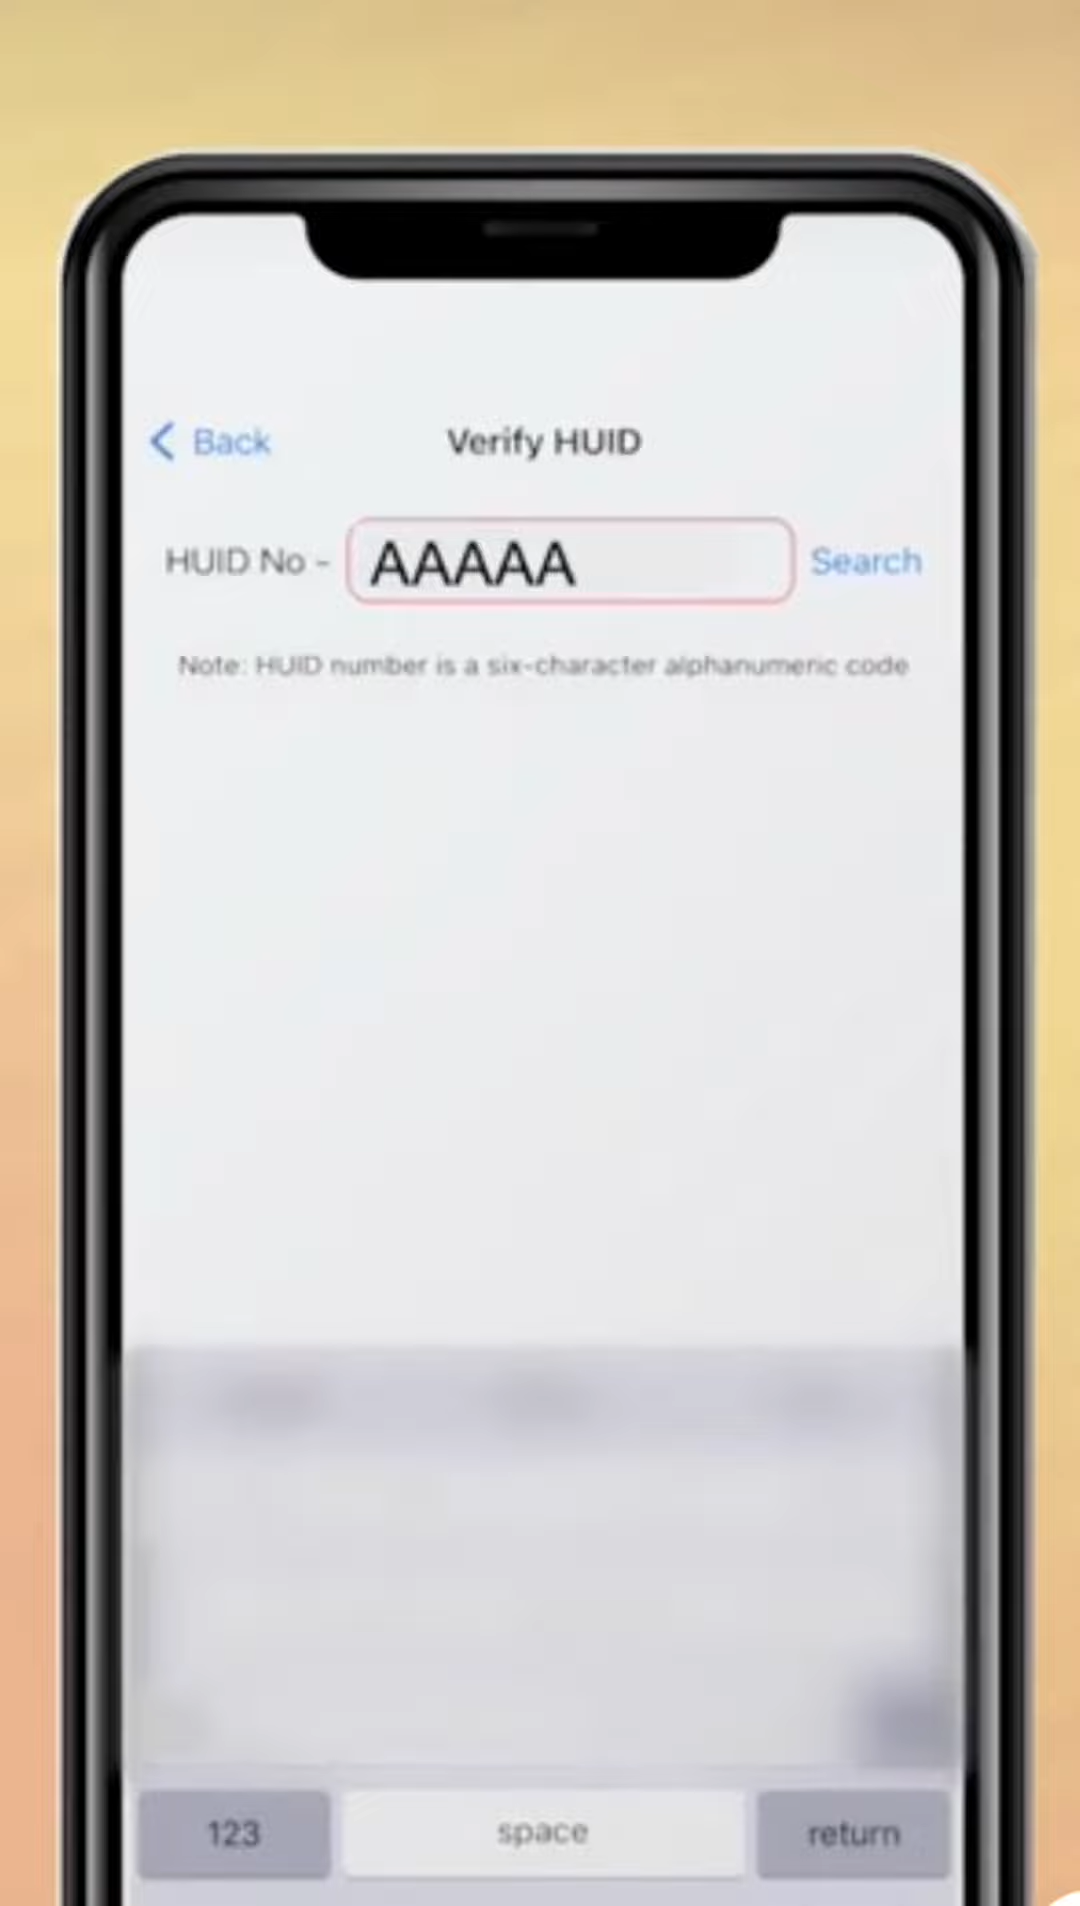 Back Verify HUID
HUID No - AAAAA Search
Note: HUID number is a six-character alphanumeric code
123 space return